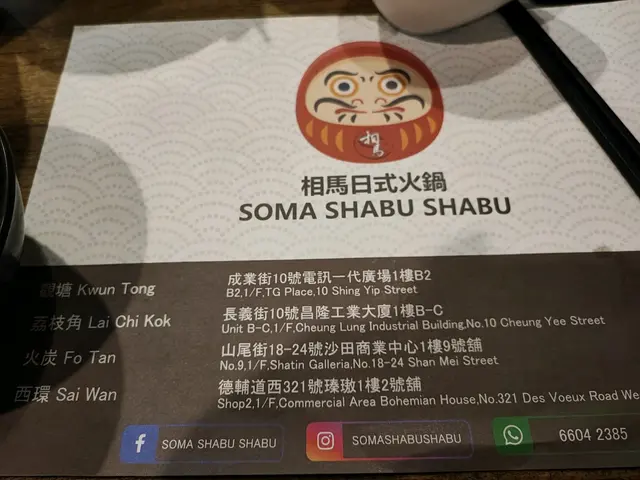 相馬
相馬日式火鍋
SOMA SHABU SHABU
觀塘 Kwun Tong
成業街10號電訊一代廣場1樓B2
B2,1/F,TG Place,10 Shing Yip Street
荔枝角 Lai Chi Kok
長義街10號昌隆工業大廈1樓B-C
Unit B-C,1/F,Cheung Lung Industrial Building,No.10 Cheung Yee Street
火炭 Fo Tan
山尾街18-24號沙田商業中心1樓9號舖
No.9,1/F,Shatin Galleria,No.18-24 Shan Mei Street
西環 Sai Wan
德輔道西321號瑧璈1樓2號舖
Shop2,1/F,Commercial Area Bohemian House,No.321 Des Voeux Road We
SOMA SHABU SHABU
SOMASHABUSHABU
6604 2385